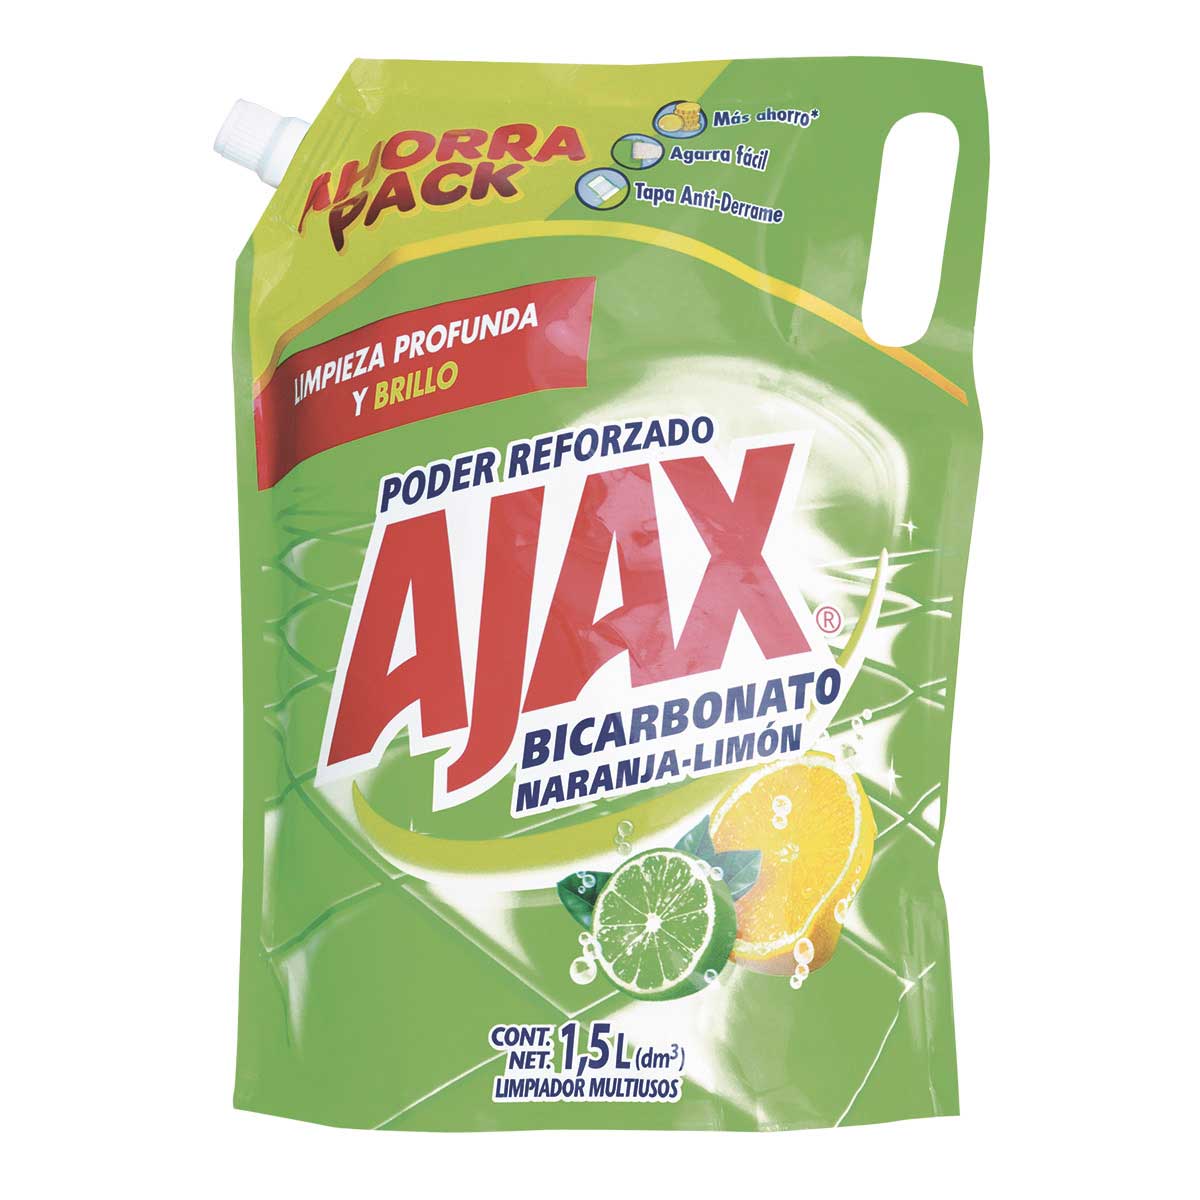 AHORRA
PACK
Más ahorro*
Agarra fácil
Tapa Anti-Derrame
LIMPIEZA PROFUNDA
Y BRILLO
PODER REFORZADO
AJAX®
BICARBONATO
NARANJA-LIMÓN
CONT. NET. 1,5 L (dm³)
LIMPIADOR MULTIUSOS